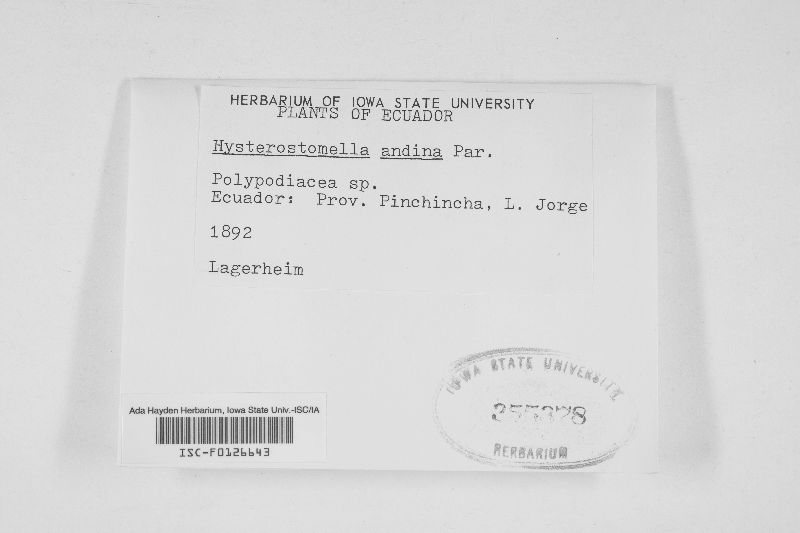 HERBARIUM OF IOWA STATE UNIVERSITY
PLANTS OF ECUADOR
Hysterostomella andina Par.
Polypodiacea sp.
Ecuador: Prov. Pinchincha, L. Jorge
1892
Lagerheim
IOWA STATE UNIVERSITY
355378
HERBARIUM
Ada Hayden Herbarium, Iowa State Univ.-ISC/IA
ISC-F0126643